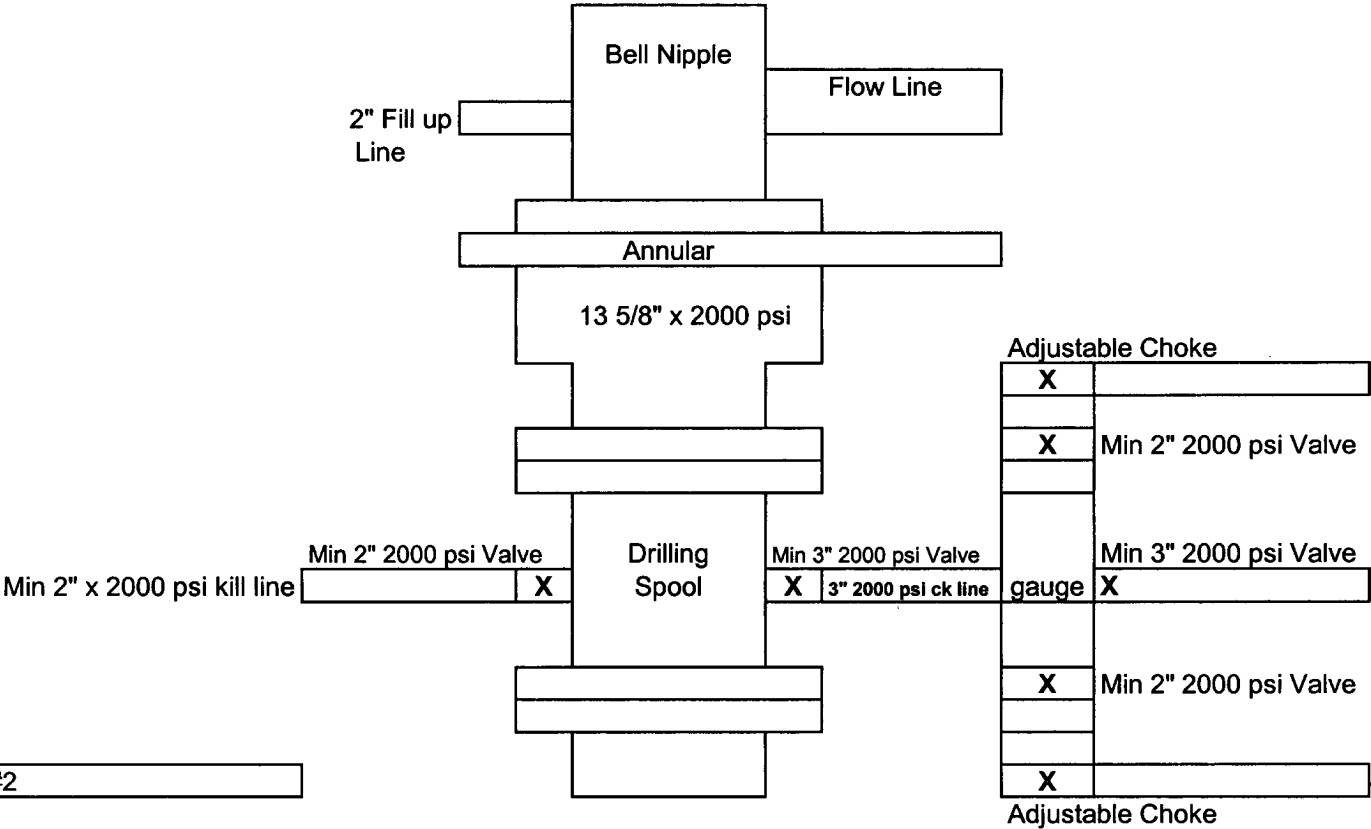 Bell Nipple
Flow Line
2" Fill up
Line
Annular
13 5/8" x 2000 psi
Adjustable Choke
X
X Min 2" 2000 psi Valve
Min 2" 2000 psi Valve
Drilling
Min 3" 2000 psi Valve
Min 3" 2000 psi Valve
Min 2" x 2000 psi kill line
X
Spool
X
3" 2000 psi ck line
gauge
X
X Min 2" 2000 psi Valve
#2
X
Adjustable Choke